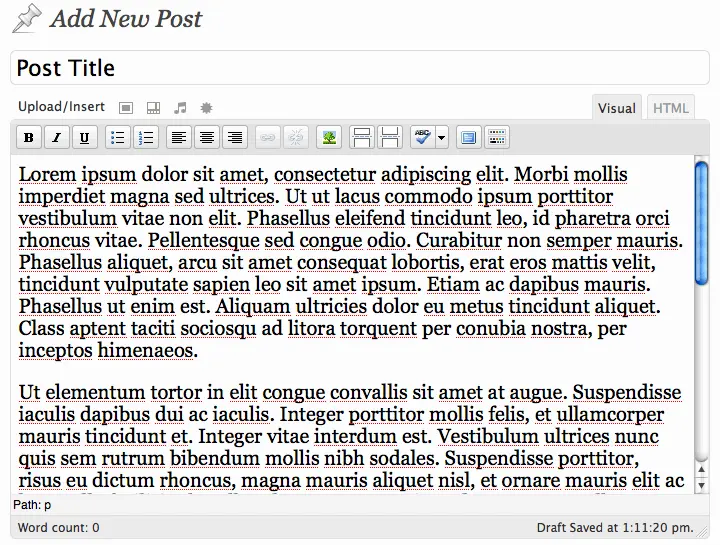 Add New Post
Post Title
Upload/Insert
Visual
HTML
B I U
ABC
Lorem ipsum dolor sit amet, consectetur adipiscing elit. Morbi mollis
imperdiet magna sed ultrices. Ut ut lacus commodo ipsum porttitor
vestibulum vitae non elit. Phasellus eleifend tincidunt leo, id pharetra orci
rhoncus vitae. Pellentesque sed congue odio. Curabitur non semper mauris.
Phasellus aliquet, arcu sit amet consequat lobortis, erat eros mattis velit,
tincidunt vulputate sapien leo sit amet ipsum. Etiam ac dapibus mauris.
Phasellus ut enim est. Aliquam ultricies dolor eu metus tincidunt aliquet.
Class aptent taciti sociosqu ad litora torquent per conubia nostra, per
inceptos himenaeos.
Ut elementum tortor in elit congue convallis sit amet at augue. Suspendisse
iaculis dapibus dui ac iaculis. Integer porttitor mollis felis, et ullamcorper
mauris tincidunt et. Integer vitae interdum est. Vestibulum ultrices nunc
quis sem rutrum bibendum mollis nibh sodales. Suspendisse porttitor,
risus eu dictum rhoncus, magna mauris aliquet nisl, et ornare mauris elit ac
Path: p
Word count: 0
Draft Saved at 1:11:20 pm.